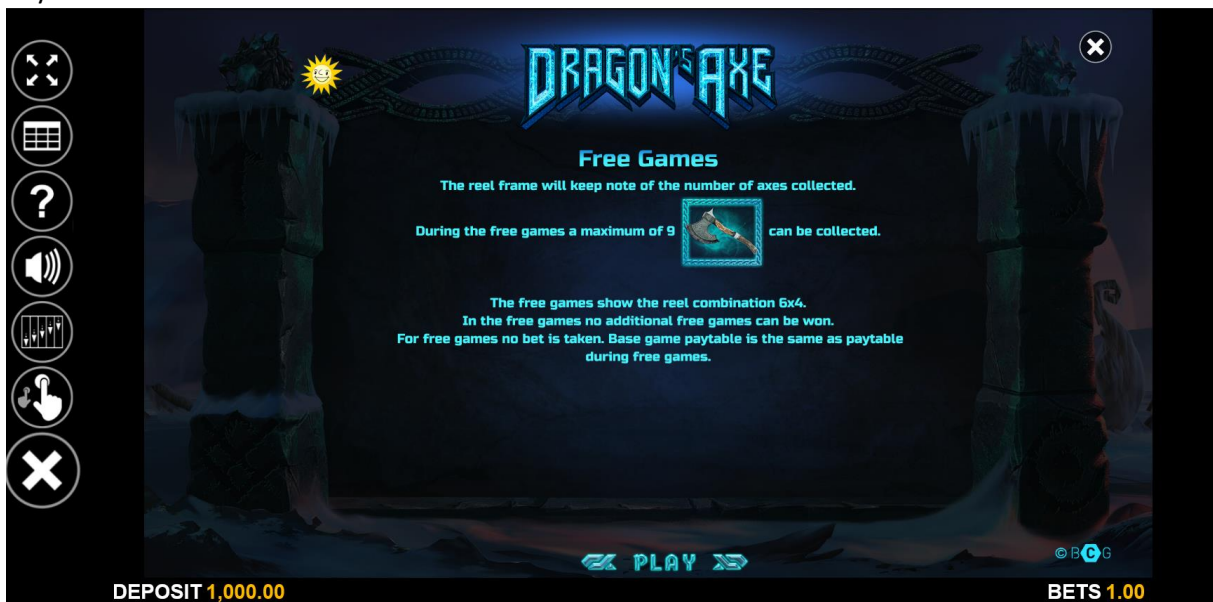 DRAGON'S AXE
Free Games
The reel frame will keep note of the number of axes collected.
During the free games a maximum of 9 can be collected.
The free games show the reel combination 6x4.
In the free games no additional free games can be won.
For free games no bet is taken. Base game paytable is the same as paytable
during free games.
PLAY
© BCG
DEPOSIT 1,000.00
BETS 1.00